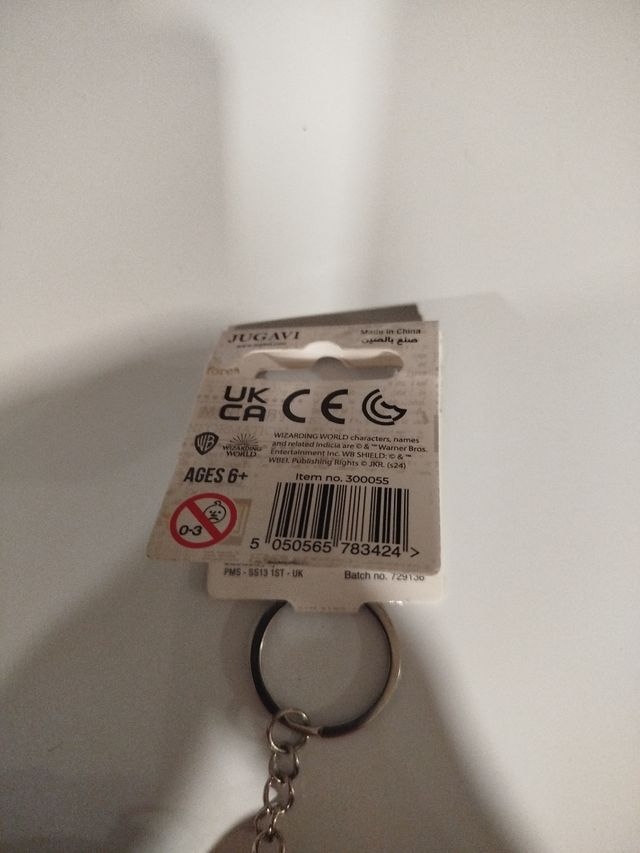 JUGAVI
Made in China
صنع بالصين
UK
CA
CE
WB
WIZARDING
WORLD
WIZARDING WORLD characters, names
and related indicia are © & ™ Warner Bros.
Entertainment Inc. WB SHIELD: © & ™
WBEI. Publishing Rights © JKR. (s24)
AGES 6+
Item no. 300055
0-3
5 050565 783424 >
PMS - SS13 1ST - UK
Batch no. 729136